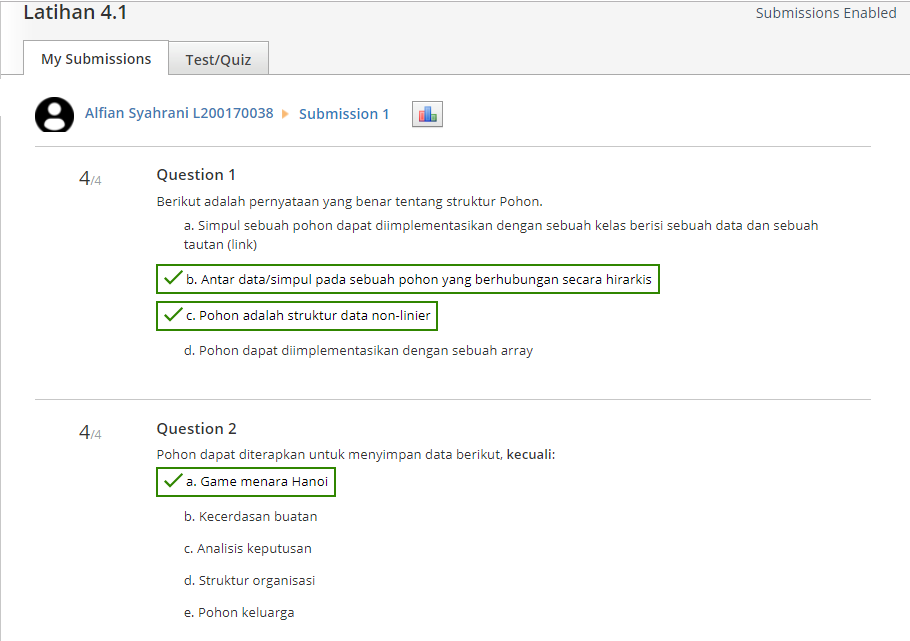 Latihan 4.1
Submissions Enabled
My Submissions
Test/Quiz
Alfian Syahrani L200170038
Submission 1
4/4
Question 1
Berikut adalah pernyataan yang benar tentang struktur Pohon.
a. Simpul sebuah pohon dapat diimplementasikan dengan sebuah kelas berisi sebuah data dan sebuah
tautan (link)
b. Antar data/simpul pada sebuah pohon yang berhubungan secara hirarkis
c. Pohon adalah struktur data non-linier
d. Pohon dapat diimplementasikan dengan sebuah array
4/4
Question 2
Pohon dapat diterapkan untuk menyimpan data berikut, kecuali:
a. Game menara Hanoi
b. Kecerdasan buatan
c. Analisis keputusan
d. Struktur organisasi
e. Pohon keluarga